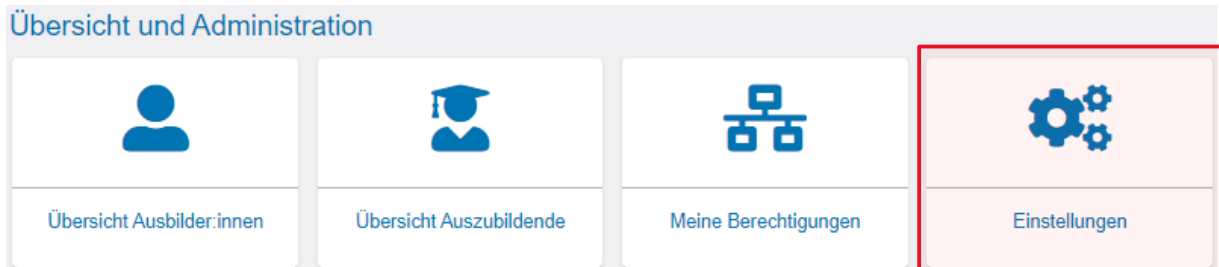 Übersicht und Administration
Übersicht Ausbilder:innen
Übersicht Auszubildende
Meine Berechtigungen
Einstellungen